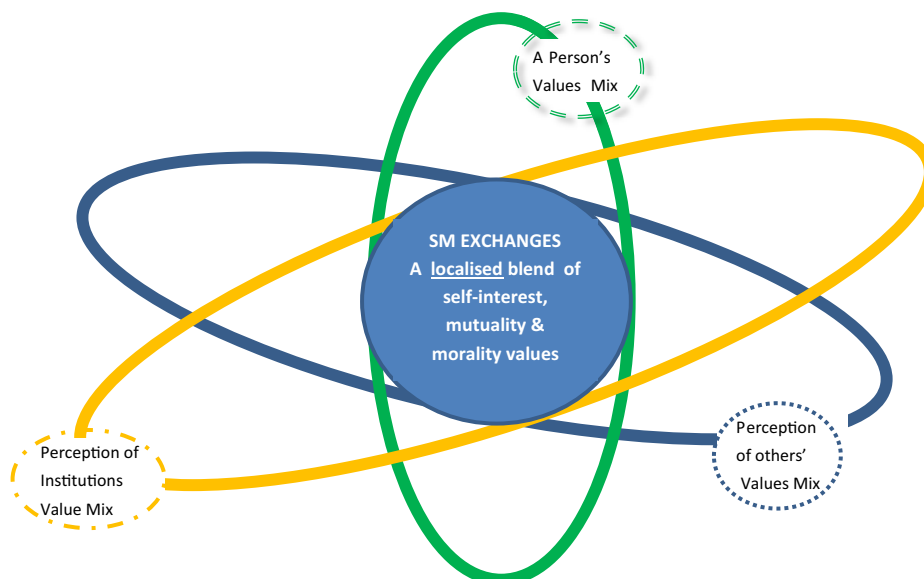 A Person’s
Values Mix
SM EXCHANGES
A localised blend of
self-interest,
mutuality &
morality values
Perception of
Institutions
Value Mix
Perception
of others’
Values Mix